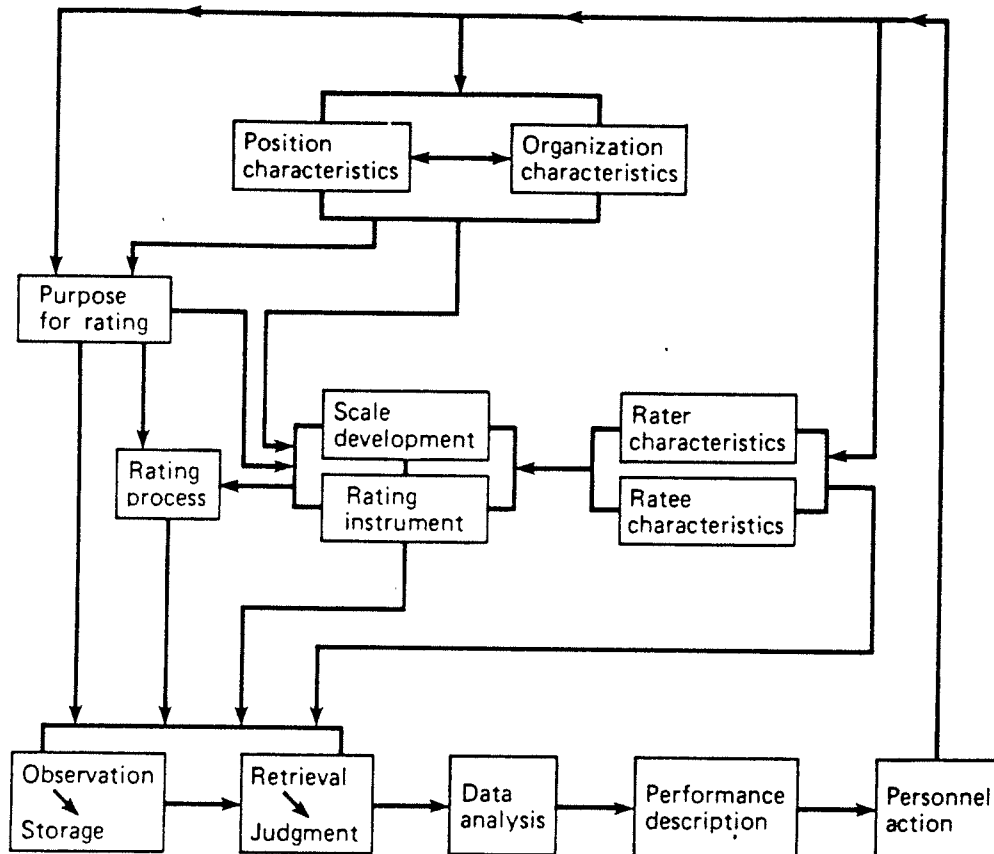 Position
characteristics
Organization
characteristics
Purpose
for rating
Scale
development
Rater
characteristics
Rating
process
Rating
instrument
Ratee
characteristics
Observation
Storage
Retrieval
Judgment
Data
analysis
Performance
description
Personnel
action